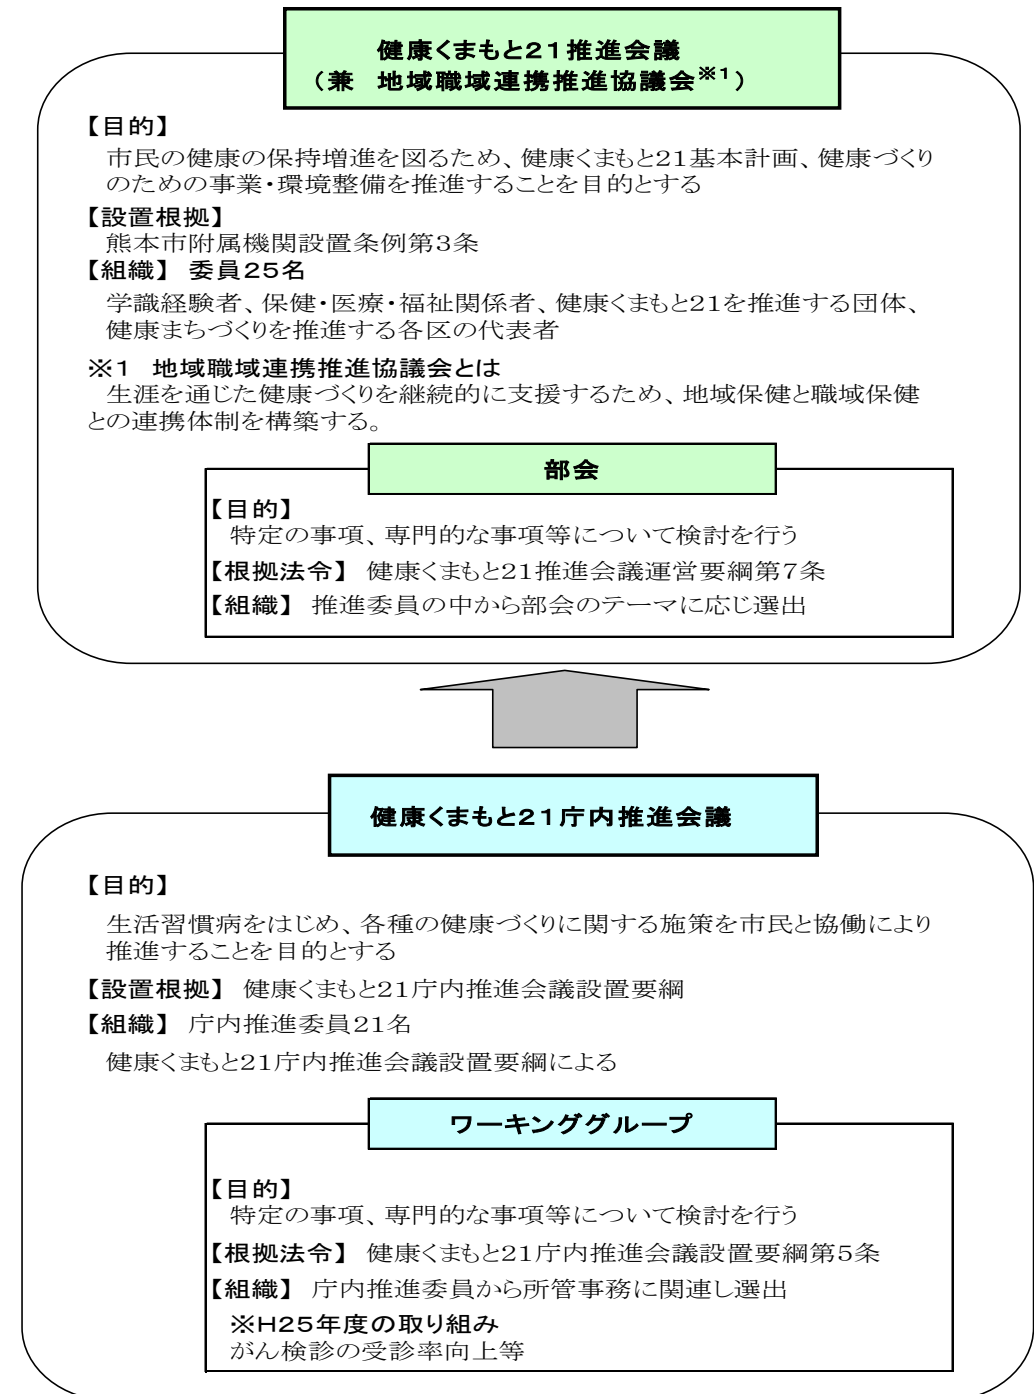 健康くまもと21推進会議
（兼　地域職域連携推進協議会※1）
【目的】
市民の健康の保持増進を図るため、健康くまもと21基本計画、健康づくり
のための事業・環境整備を推進することを目的とする
【設置根拠】
熊本市附属機関設置条例第3条
【組織】 委員25名
学識経験者、保健・医療・福祉関係者、健康くまもと21を推進する団体、
健康まちづくりを推進する各区の代表者
※1　地域職域連携推進協議会とは
生涯を通じた健康づくりを継続的に支援するため、地域保健と職域保健
との連携体制を構築する。
部会
【目的】
特定の事項、専門的な事項等について検討を行う
【根拠法令】 健康くまもと21推進会議運営要綱第7条
【組織】 推進委員の中から部会のテーマに応じ選出
健康くまもと21庁内推進会議
【目的】
生活習慣病をはじめ、各種の健康づくりに関する施策を市民と協働により
推進することを目的とする
【設置根拠】 健康くまもと21庁内推進会議設置要綱
【組織】 庁内推進委員21名
健康くまもと21庁内推進会議設置要綱による
ワーキンググループ
【目的】
特定の事項、専門的な事項等について検討を行う
【根拠法令】 健康くまもと21庁内推進会議設置要綱第5条
【組織】 庁内推進委員から所管事務に関連し選出
※H25年度の取り組み
がん検診の受診率向上等